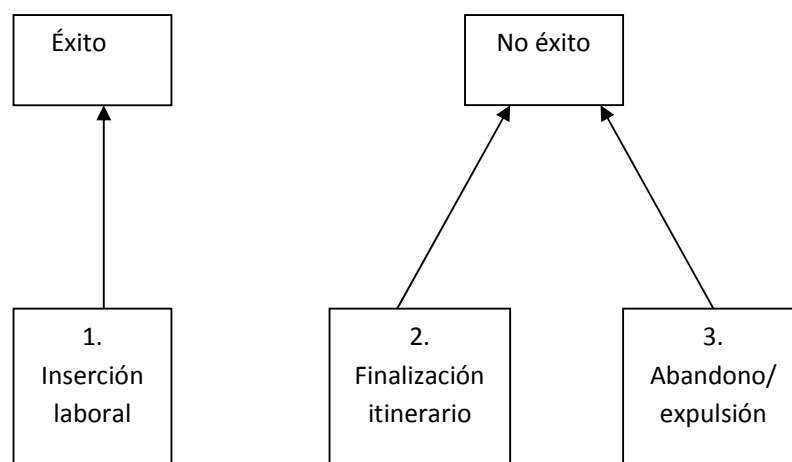 Éxito
No éxito
1.
Inserción
laboral
2.
Finalización
itinerario
3.
Abandono/
expulsión